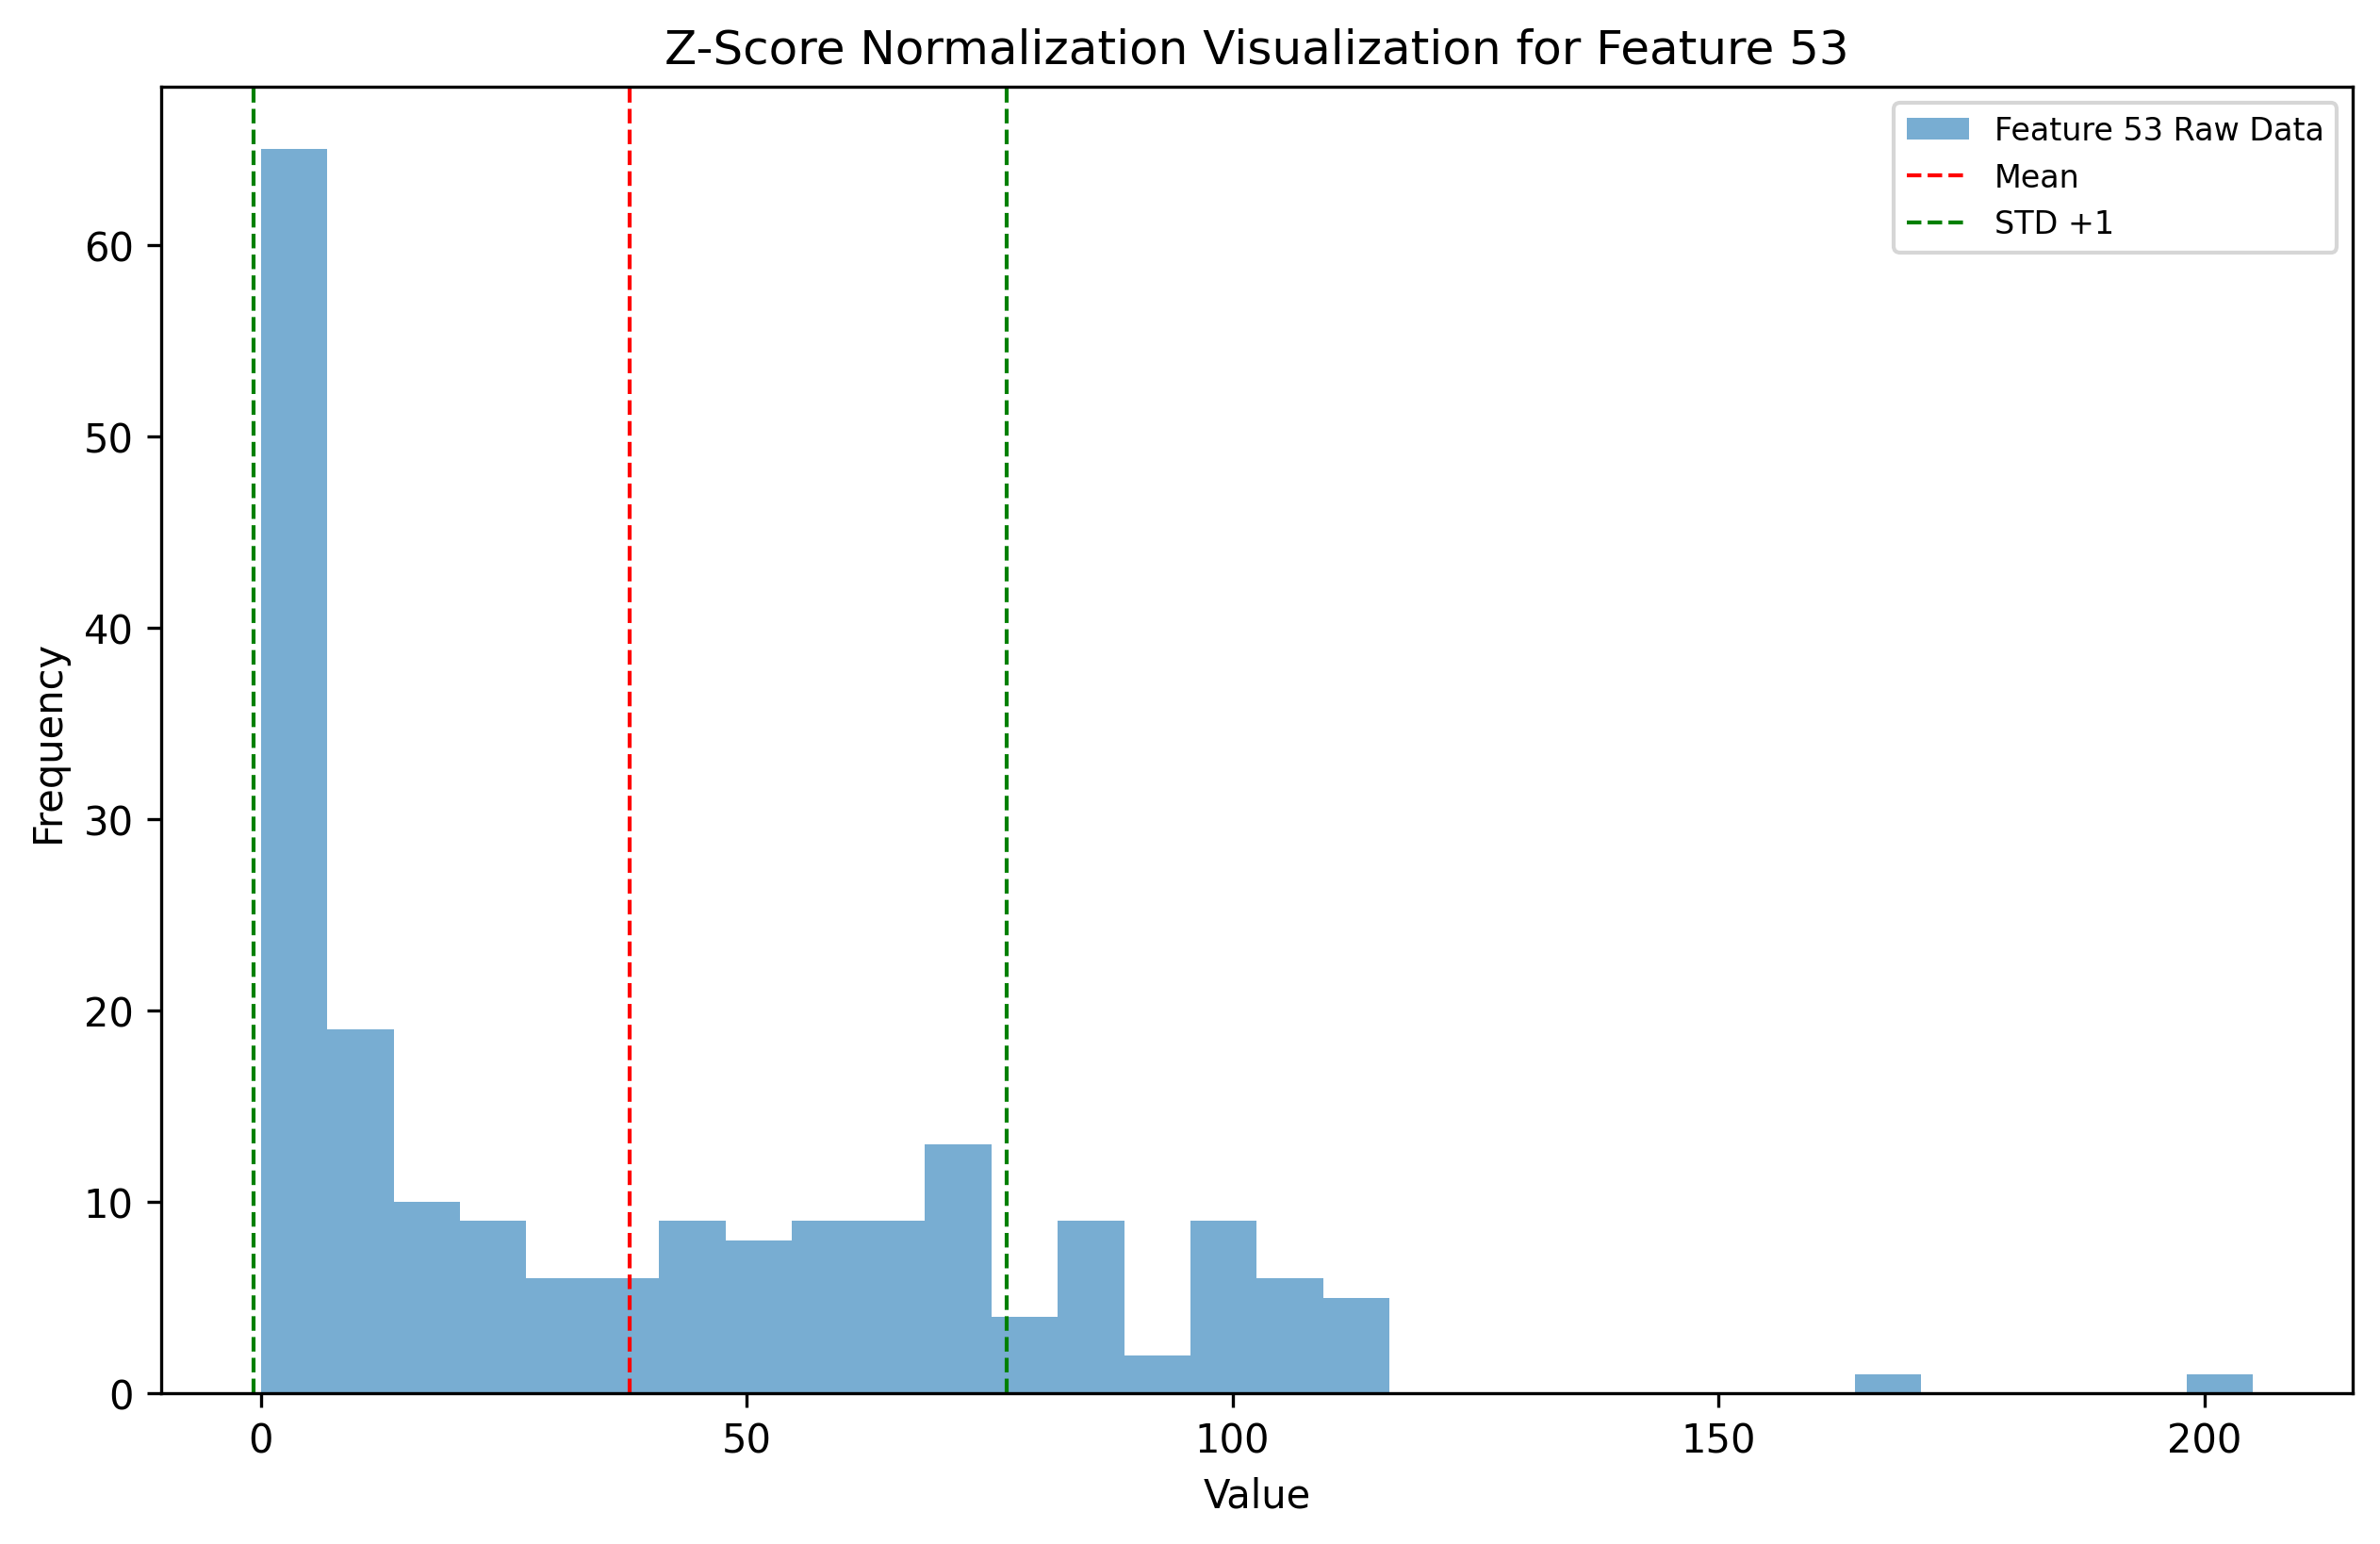 Z-Score Normalization Visualization for Feature 53
Feature 53 Raw Data
Mean
STD +1
60
50
40
30
20
10
0
Frequency
0 50 100 150 200
Value